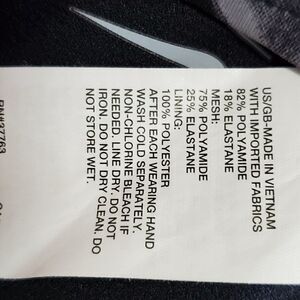 US/GB-MADE IN VIETNAM
WITH IMPORTED FABRICS
82% POLYAMIDE
18% ELASTANE
MESH:
75% POLYAMIDE
25% ELASTANE
LINING:
100% POLYESTER
AFTER EACH WEARING HAND
WASH COLD SEPARATELY.
NON-CHLORINE BLEACH IF
NEEDED. LINE DRY. DO NOT
IRON. DO NOT DRY CLEAN. DO
NOT STORE WET.
RN#37763